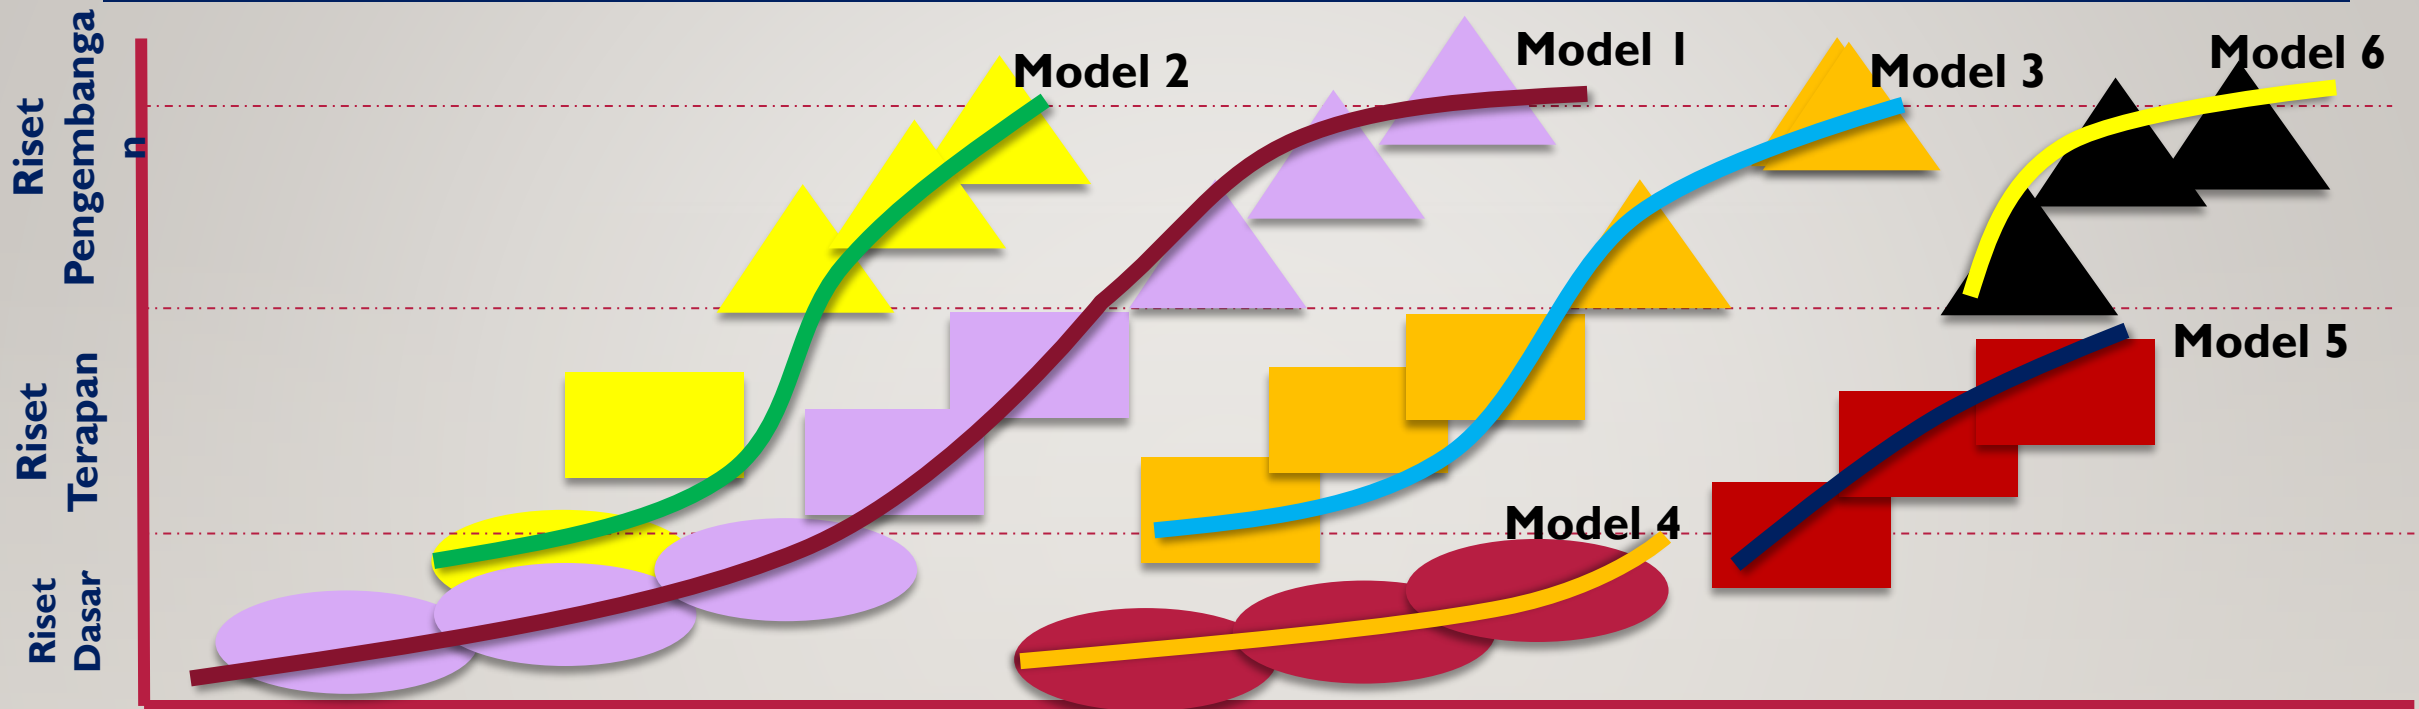 Riset
Pengembanga
n
Riset
Terapan
Riset
Dasar
Model 2
Model 1
Model 3
Model 6
Model 5
Model 4